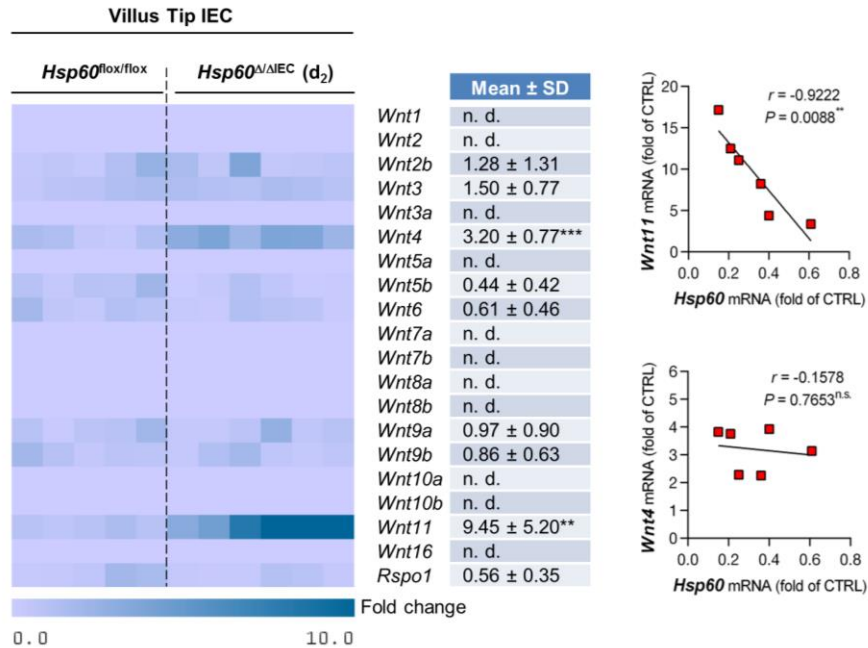 Villus Tip IEC
Hsp60flox/flox
Hsp60Δ/ΔIEC (d2)
Mean ± SD
Wnt1 n. d.
Wnt2 n. d.
Wnt2b 1.28 ± 1.31
Wnt3 1.50 ± 0.77
Wnt3a n. d.
Wnt4 3.20 ± 0.77***
Wnt5a n. d.
Wnt5b 0.44 ± 0.42
Wnt6 0.61 ± 0.46
Wnt7a n. d.
Wnt7b n. d.
Wnt8a n. d.
Wnt8b n. d.
Wnt9a 0.97 ± 0.90
Wnt9b 0.86 ± 0.63
Wnt10a n. d.
Wnt10b n. d.
Wnt11 9.45 ± 5.20**
Wnt16 n. d.
Rspo1 0.56 ± 0.35
Fold change
0.0 10.0
Wnt11 mRNA (fold of CTRL)
20
15
10
5
0
r = -0.9222
P = 0.0088**
0.0 0.2 0.4 0.6 0.8
Hsp60 mRNA (fold of CTRL)
Wnt4 mRNA (fold of CTRL)
6
5
4
3
2
1
0
r = -0.1578
P = 0.7653n.s.
0.0 0.2 0.4 0.6 0.8
Hsp60 mRNA (fold of CTRL)